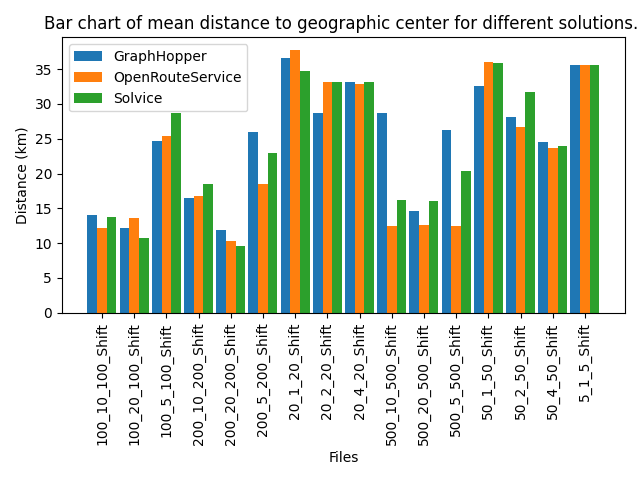 Bar chart of mean distance to geographic center for different solutions.
GraphHopper
OpenRouteService
Solvice
Distance (km)
35
30
25
20
15
10
5
0
100_10_100_Shift
100_20_100_Shift
100_5_100_Shift
200_10_200_Shift
200_20_200_Shift
200_5_200_Shift
20_1_20_Shift
20_2_20_Shift
20_4_20_Shift
500_10_500_Shift
500_20_500_Shift
500_5_500_Shift
50_1_50_Shift
50_2_50_Shift
50_4_50_Shift
5_1_5_Shift
Files